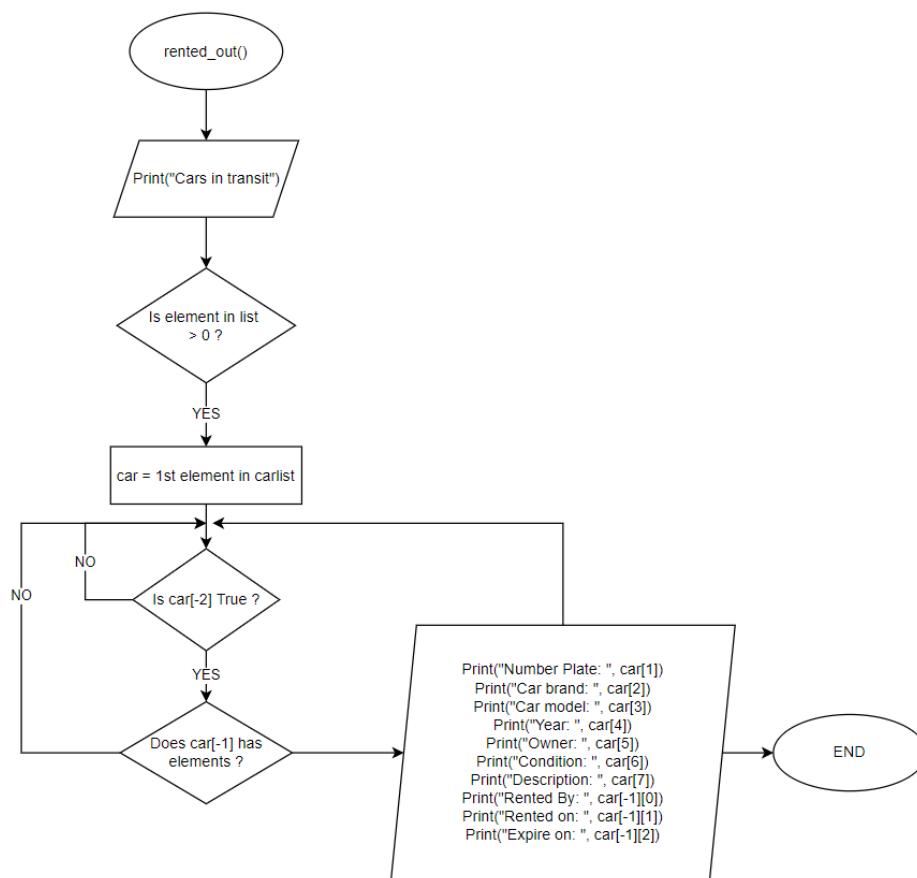 rented_out()
Print("Cars in transit")
Is element in list
> 0 ?
YES
car = 1st element in carlist
NO
Is car[-2] True ?
NO
YES
Does car[-1] has
elements ?
Print("Number Plate: ", car[1])
Print("Car brand: ", car[2])
Print("Car model: ", car[3])
Print("Year: ", car[4])
Print("Owner: ", car[5])
Print("Condition: ", car[6])
Print("Description: ", car[7])
Print("Rented By: ", car[-1][0])
Print("Rented on: ", car[-1][1])
Print("Expire on: ", car[-1][2])
END